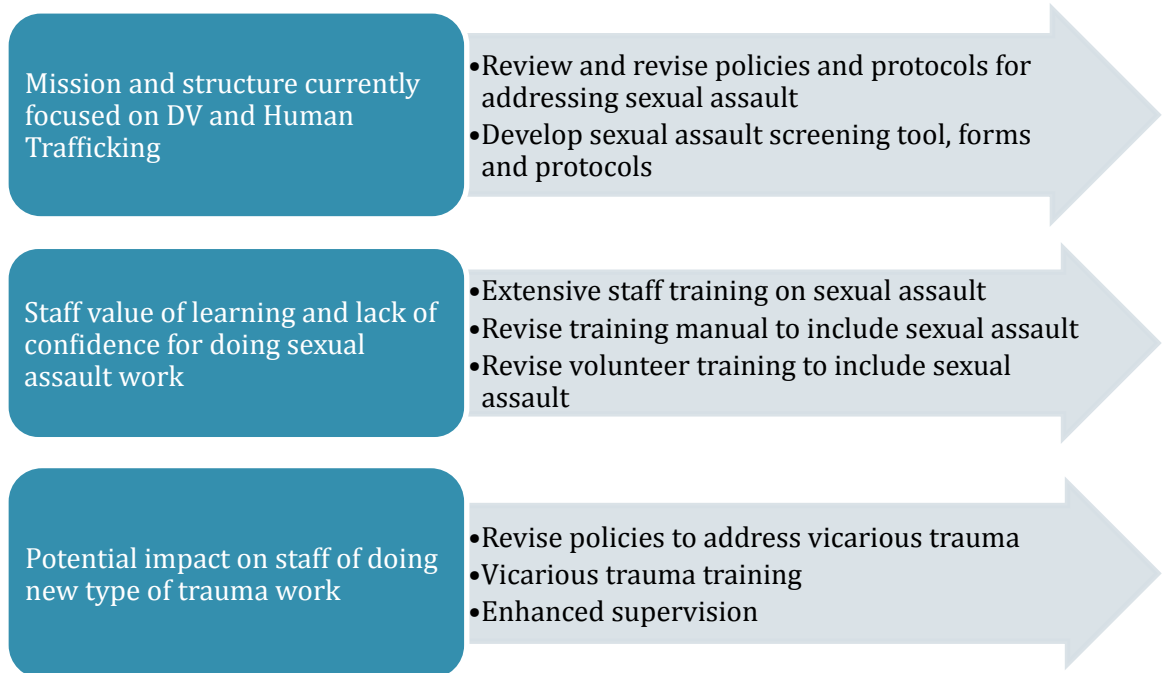 Mission and structure currently
focused on DV and Human
Trafficking
•Review and revise policies and protocols for
addressing sexual assault
•Develop sexual assault screening tool, forms
and protocols
Staff value of learning and lack of
confidence for doing sexual
assault work
•Extensive staff training on sexual assault
•Revise training manual to include sexual assault
•Revise volunteer training to include sexual
assault
Potential impact on staff of doing
new type of trauma work
•Revise policies to address vicarious trauma
•Vicarious trauma training
•Enhanced supervision